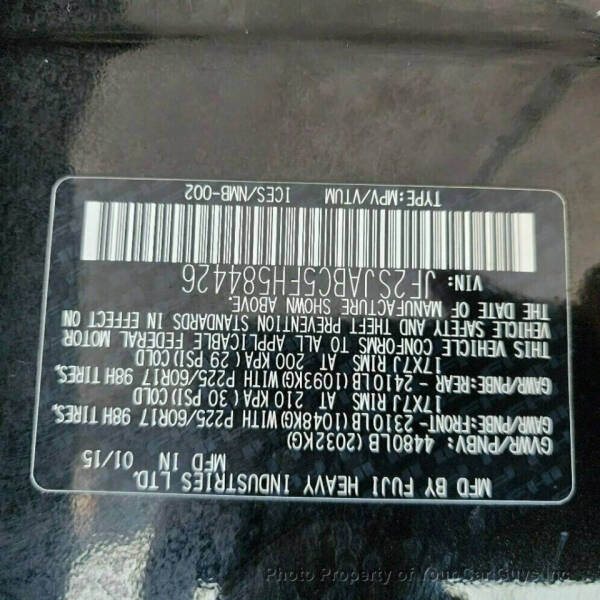 MFD BY FUJI HEAVY INDUSTRIES LTD.
MFD IN 01/15
GVWR/PNBV: 4480LB(2032KG)
GAWR/PNBE:FRONT-2310LB(1048KG)WITH P225/60R17 98H TIRES,
17X7J RIMS AT 210 KPA(30 PSI)COLD
GAWR/PNBE:REAR-2410LB(1093KG)WITH P225/60R17 98H TIRES,
17X7J RIMS AT 200 KPA(29 PSI)COLD
THIS VEHICLE CONFORMS TO ALL APPLICABLE FEDERAL MOTOR
VEHICLE SAFETY AND THEFT PREVENTION STANDARDS IN EFFECT ON
THE DATE OF MANUFACTURE SHOWN ABOVE.
VIN: JF2SJABC5FH584426
TYPE:MPV/VTUM ICES/NMB-002
Photo Property of YourCarGuys Inc